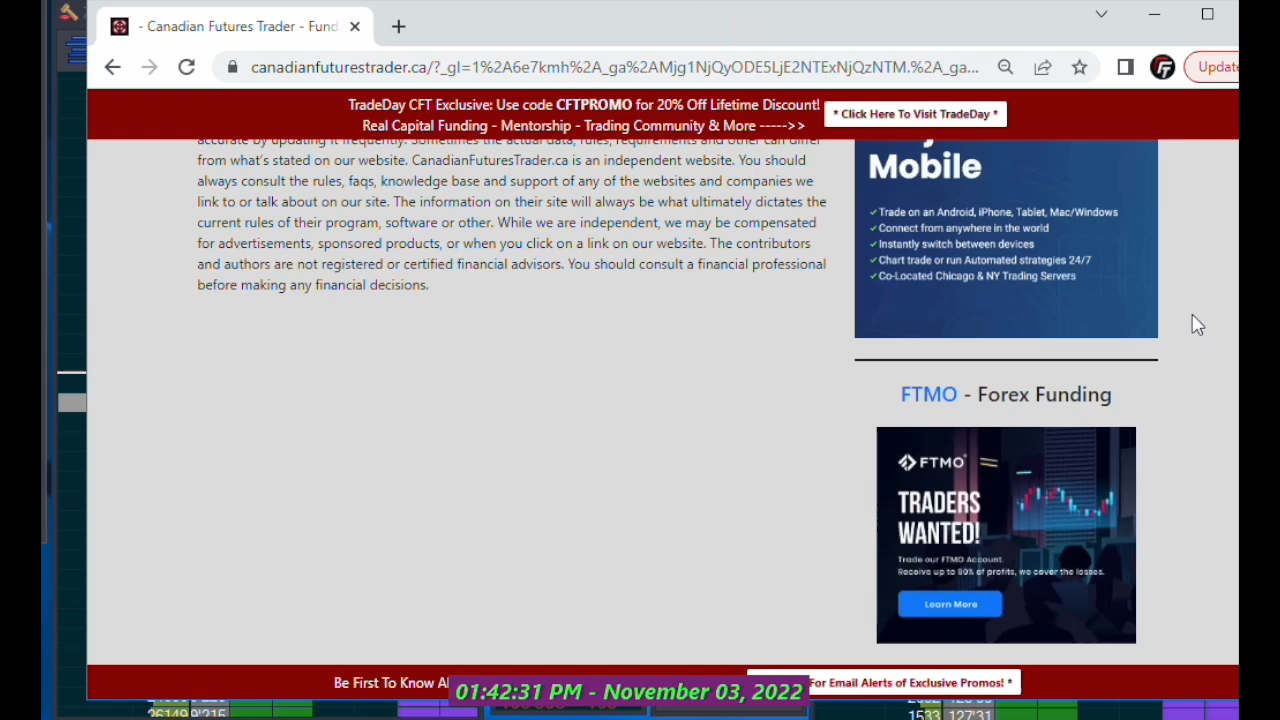 - Canadian Futures Trader - Fund
canadianfuturestrader.ca/?_gl=1%2A6e7kmh%2A_ga%2AMjg1NjQyODE5LjE2NTExNjQzNTM.%2A_ga...
Update
TradeDay CFT Exclusive: Use code CFTPROMO for 20% Off Lifetime Discount!
Real Capital Funding - Mentorship - Trading Community & More ----->>
* Click Here To Visit TradeDay *
accurate by updating it frequently. Sometimes the actual data, rules, requirements and other can differ
from what's stated on our website. CanadianFuturesTrader.ca is an independent website. You should
always consult the rules, faqs, knowledge base and support of any of the websites and companies we
link to or talk about on our site. The information on their site will always be what ultimately dictates the
current rules of their program, software or other. While we are independent, we may be compensated
for advertisements, sponsored products, or when you click on a link on our website. The contributors
and authors are not registered or certified financial advisors. You should consult a financial professional
before making any financial decisions.
Mobile
✓Trade on an Android, iPhone, Tablet, Mac/Windows
✓Connect from anywhere in the world
✓Instantly switch between devices
✓Chart trade or run Automated strategies 24/7
✓Co-Located Chicago & NY Trading Servers
FTMO - Forex Funding
FTMO
TRADERS
WANTED!
Trade our FTMO Account.
Receive up to 90% of profits, we cover the losses.
Learn More
Be First To Know Al
For Email Alerts of Exclusive Promos! *
01:42:31 PM - November 03, 2022
26149 9'215
1533 127'31